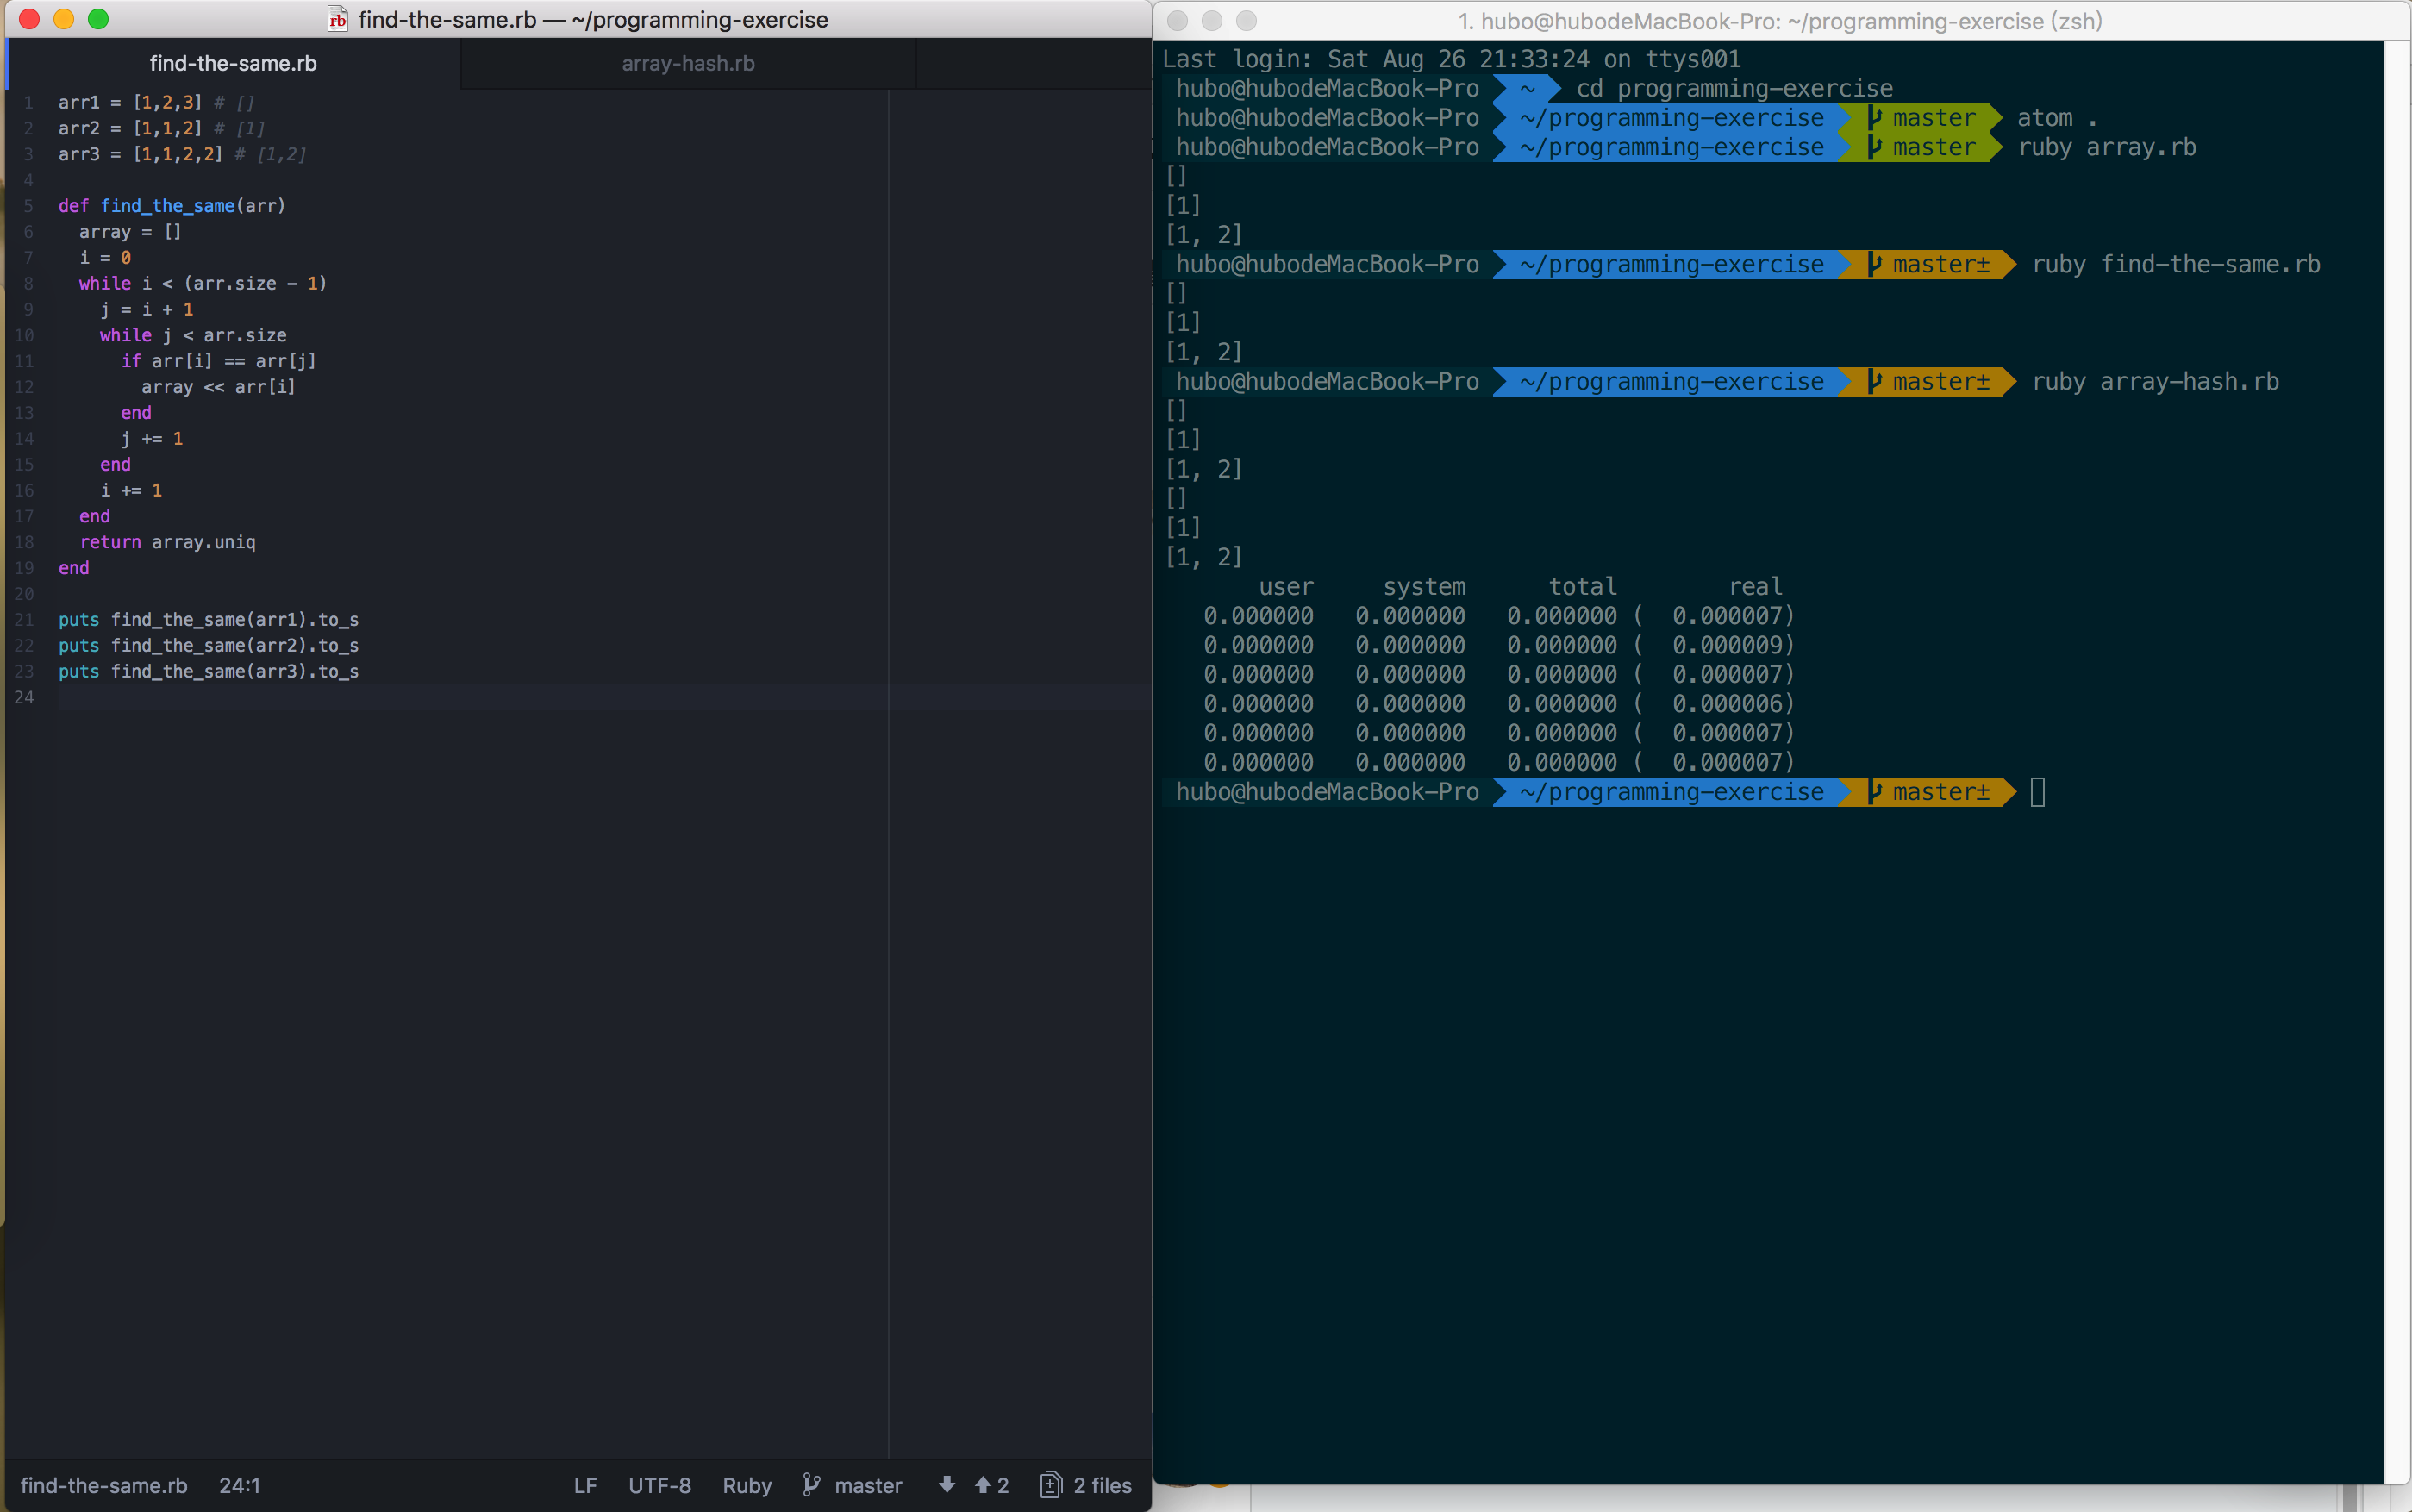 find-the-same.rb — ~/programming-exercise
find-the-same.rb
array-hash.rb
1 arr1 = [1,2,3] # []
2 arr2 = [1,1,2] # [1]
3 arr3 = [1,1,2,2] # [1,2]
4
5 def find_the_same(arr)
6   array = []
7   i = 0
8   while i < (arr.size - 1)
9     j = i + 1
10     while j < arr.size
11       if arr[i] == arr[j]
12         array << arr[i]
13       end
14       j += 1
15     end
16     i += 1
17   end
18   return array.uniq
19 end
20
21 puts find_the_same(arr1).to_s
22 puts find_the_same(arr2).to_s
23 puts find_the_same(arr3).to_s
24
find-the-same.rb 24:1 LF UTF-8 Ruby master 2 2 files
1. hubo@hubodeMacBook-Pro: ~/programming-exercise (zsh)
Last login: Sat Aug 26 21:33:24 on ttys001
hubo@hubodeMacBook-Pro ~ cd programming-exercise
hubo@hubodeMacBook-Pro ~/programming-exercise master atom .
hubo@hubodeMacBook-Pro ~/programming-exercise master ruby array.rb
[]
[1]
[1, 2]
hubo@hubodeMacBook-Pro ~/programming-exercise master± ruby find-the-same.rb
[]
[1]
[1, 2]
hubo@hubodeMacBook-Pro ~/programming-exercise master± ruby array-hash.rb
[]
[1]
[1, 2]
[]
[1]
[1, 2]
user system total real
0.000000 0.000000 0.000000 ( 0.000007)
0.000000 0.000000 0.000000 ( 0.000009)
0.000000 0.000000 0.000000 ( 0.000007)
0.000000 0.000000 0.000000 ( 0.000006)
0.000000 0.000000 0.000000 ( 0.000007)
0.000000 0.000000 0.000000 ( 0.000007)
hubo@hubodeMacBook-Pro ~/programming-exercise master±